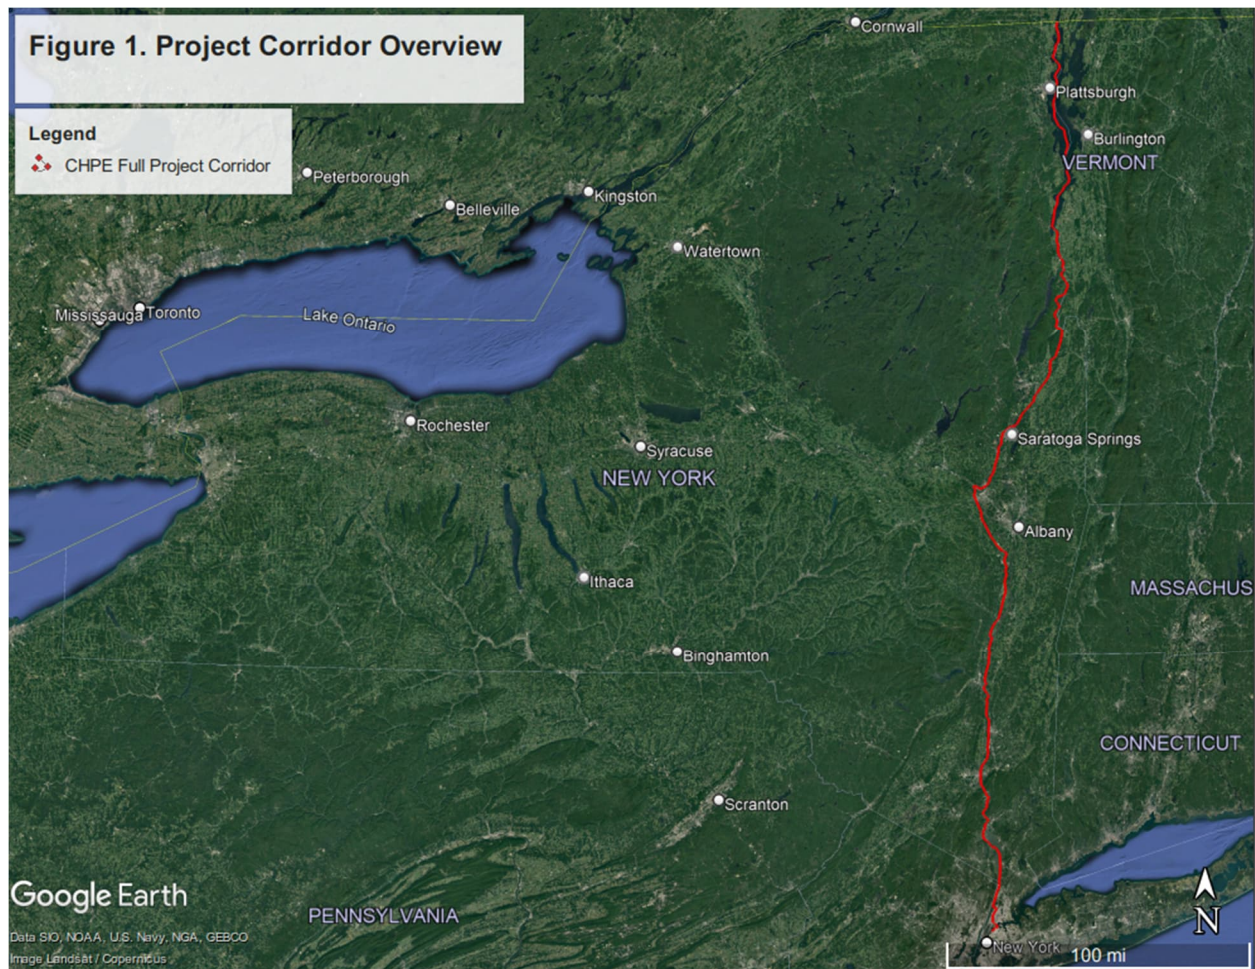 Figure 1. Project Corridor Overview
Legend
CHPE Full Project Corridor
Cornwall
Plattsburgh
Burlington
VERMONT
Peterborough
Belleville
Kingston
Watertown
Mississauga
Toronto
Lake Ontario
Rochester
Syracuse
NEW YORK
Saratoga Springs
Albany
Ithaca
MASSACHUS
Binghamton
CONNECTICUT
Scranton
Google Earth
PENNSYLVANIA
N
Data SIO, NOAA, U.S. Navy, NGA, GEBCO
Image Landsat / Copernicus
New York
100 mi